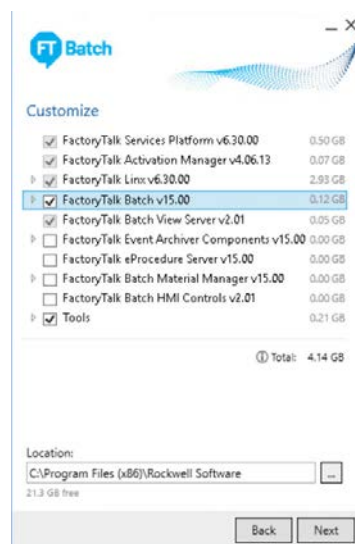 FT Batch
Customize
FactoryTalk Services Platform v6.30.00 0.50 GB
FactoryTalk Activation Manager v4.06.13 0.07 GB
FactoryTalk Linx v6.30.00 2.93 GB
FactoryTalk Batch v15.00 0.12 GB
FactoryTalk Batch View Server v2.01 0.05 GB
FactoryTalk Event Archiver Components v15.00 0.00 GB
FactoryTalk eProcedure Server v15.00 0.00 GB
FactoryTalk Batch Material Manager v15.00 0.00 GB
FactoryTalk Batch HMI Controls v2.01 0.00 GB
Tools 0.21 GB
Total: 4.14 GB
Location:
C:\Program Files (x86)\Rockwell Software ...
21.3 GB free
Back Next